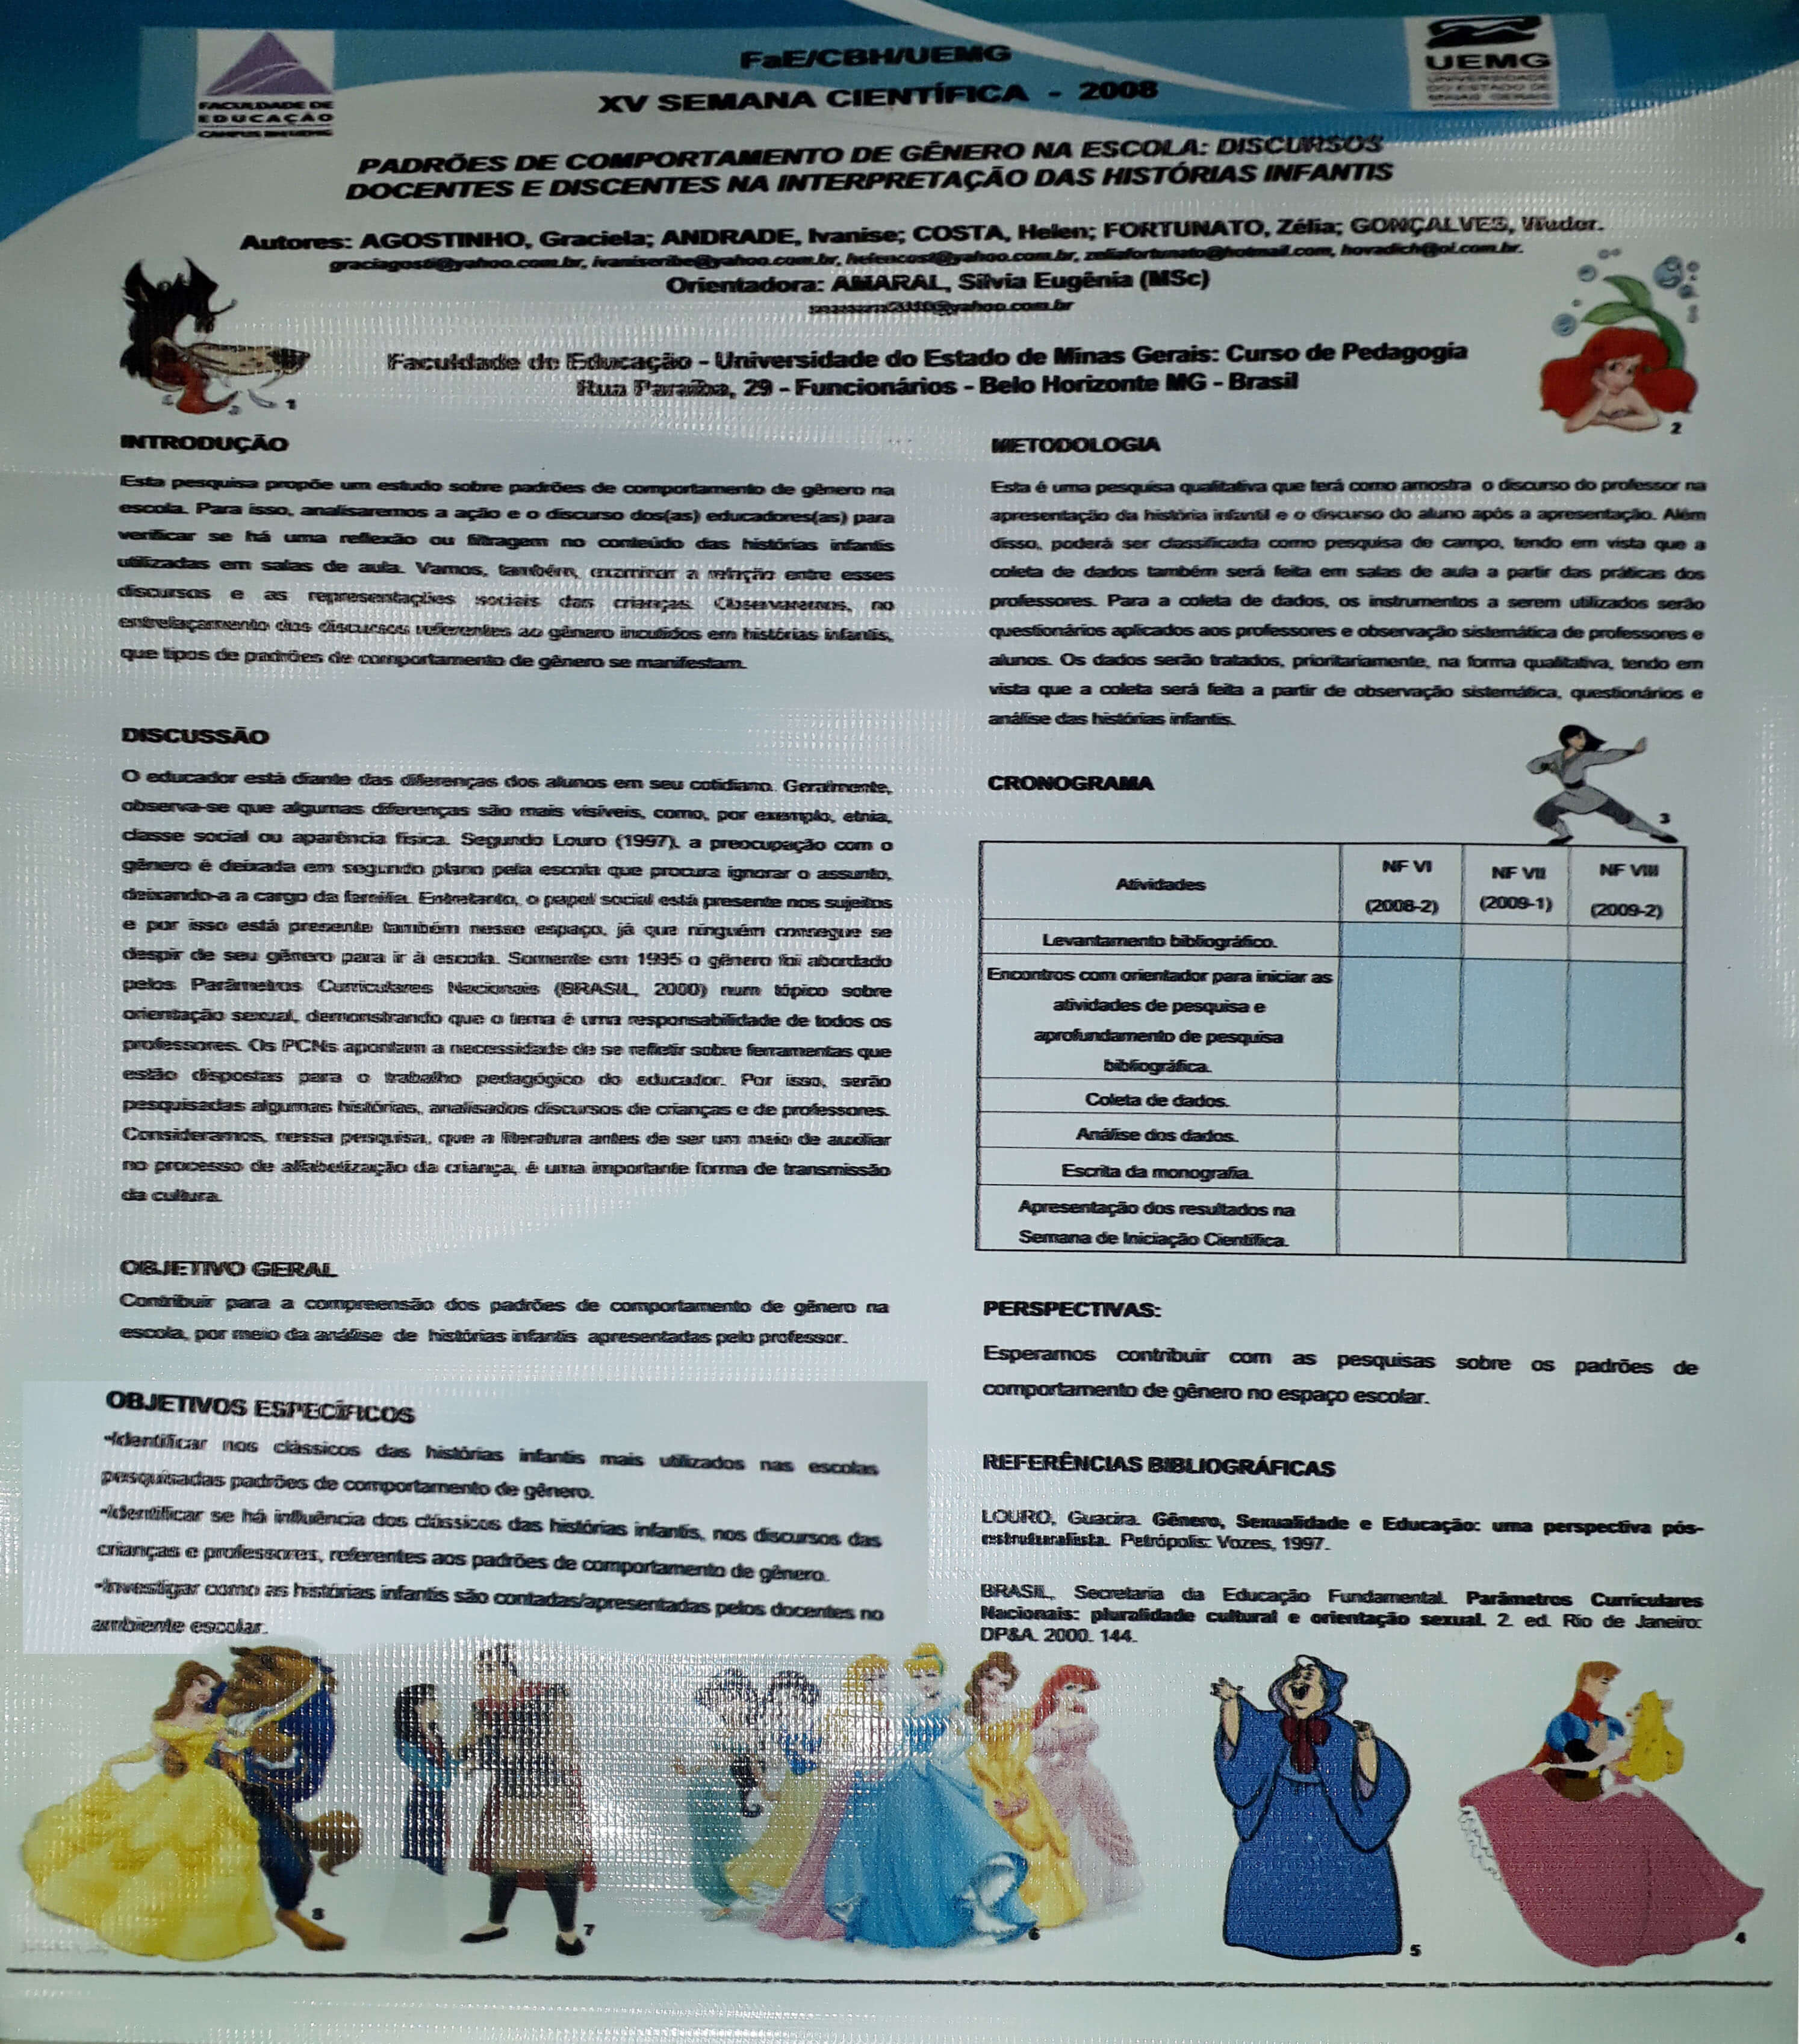 FACULDADE DE
EDUCAÇÃO
CAMPUS BH/UEMG
FaE/CBH/UEMG
XV SEMANA CIENTÍFICA - 2008
UEMG
UNIVERSIDADE
DO ESTADO DE
MINAS GERAIS
PADRÕES DE COMPORTAMENTO DE GÊNERO NA ESCOLA: DISCURSOS
DOCENTES E DISCENTES NA INTERPRETAÇÃO DAS HISTÓRIAS INFANTIS
Autores: AGOSTINHO, Graciela; ANDRADE, Ivanise; COSTA, Helen; FORTUNATO, Zélia; GONÇALVES,
graciagosti@yahoo.com.br, ivaniseribe@yahoo.com.br, helencost@yahoo.com.br, zeliafortunato@hotmail.com, hovadich@oi.com.br.
Orientadora: AMARAL, Silvia Eugênia (MSc)
Faculdade de Educação - Universidade do Estado de Minas Gerais: Curso de Pedagogia
Rua Paraíba, 29 - Funcionários - Belo Horizonte MG - Brasil
1
2
INTRODUÇÃO
Esta pesquisa propõe um estudo sobre padrões de comportamento de gênero na
escola. Para isso, analisaremos a ação e o discurso dos(as) educadores(as) para
verificar se há uma reflexão ou filtragem no conteúdo das histórias infantis
utilizadas em salas de aula. Vamos, também, examinar a relação entre esses
discursos e as representações sociais das crianças. Observaremos, no
entrelaçamento dos discursos referentes ao gênero incutidos em histórias infantis,
que tipos de padrões de comportamento de gênero se manifestam.
DISCUSSÃO
O educador está diante das diferenças dos alunos em seu cotidiano. Geralmente,
observa-se que algumas diferenças são mais visíveis, como, por exemplo, etnia,
classe social ou aparência física. Segundo Louro (1997), a preocupação com o
gênero é deixada em segundo plano pela escola que procura ignorar o assunto,
deixando-a a cargo da família. Entretanto, o papel social está presente nos sujeitos
e por isso está presente também nesse espaço, já que ninguém consegue se
despir de seu gênero para ir à escola. Somente em 1995 o gênero foi abordado
pelos Parâmetros Curriculares Nacionais (BRASIL, 2000) num tópico sobre
orientação sexual, demonstrando que o tema é uma responsabilidade de todos os
professores. Os PCNs apontam a necessidade de se refletir sobre ferramentas que
estão dispostas para o trabalho pedagógico do educador. Por isso, serão
pesquisadas algumas histórias, analisados discursos de crianças e de professores.
Consideramos, nessa pesquisa, que a literatura antes de ser um meio de auxiliar
no processo de alfabetização da criança, é uma importante forma de transmissão
da cultura.
OBJETIVO GERAL
Contribuir para a compreensão dos padrões de comportamento de gênero na
escola, por meio da análise de histórias infantis apresentadas pelo professor.
OBJETIVOS ESPECÍFICOS
•Identificar nos clássicos das histórias infantis mais utilizados nas escolas
pesquisadas padrões de comportamento de gênero.
•Identificar se há influência dos clássicos das histórias infantis, nos discursos das
crianças e professores, referentes aos padrões de comportamento de gênero.
•Investigar como as histórias infantis são contadas/apresentadas pelos docentes no
ambiente escolar.
METODOLOGIA
Esta é uma pesquisa qualitativa que terá como amostra o discurso do professor na
apresentação da história infantil e o discurso do aluno após a apresentação. Além
disso, poderá ser classificada como pesquisa de campo, tendo em vista que a
coleta de dados também será feita em salas de aula a partir das práticas dos
professores. Para a coleta de dados, os instrumentos a serem utilizados serão
questionários aplicados aos professores e observação sistemática de professores e
alunos. Os dados serão tratados, prioritariamente, na forma qualitativa, tendo em
vista que a coleta será feita a partir de observação sistemática, questionários e
análise das histórias infantis.
CRONOGRAMA
3
Atividades
NF VI
(2008-2)
NF VII
(2009-1)
NF VIII
(2009-2)
Levantamento bibliográfico.
Encontros com orientador para iniciar as
atividades de pesquisa e
aprofundamento de pesquisa
bibliográfica.
Coleta de dados.
Análise dos dados.
Escrita da monografia.
Apresentação dos resultados na
Semana de Iniciação Científica.
PERSPECTIVAS:
Esperamos contribuir com as pesquisas sobre os padrões de
comportamento de gênero no espaço escolar.
REFERÊNCIAS BIBLIOGRÁFICAS
LOURO, Guacira. Gênero, Sexualidade e Educação: uma perspectiva pós-
estruturalista. Petrópolis: Vozes, 1997.
BRASIL, Secretaria da Educação Fundamental. Parâmetros Curriculares
Nacionais: pluralidade cultural e orientação sexual. 2. ed. Rio de Janeiro:
DP&A. 2000. 144.
8
7
6
5
4